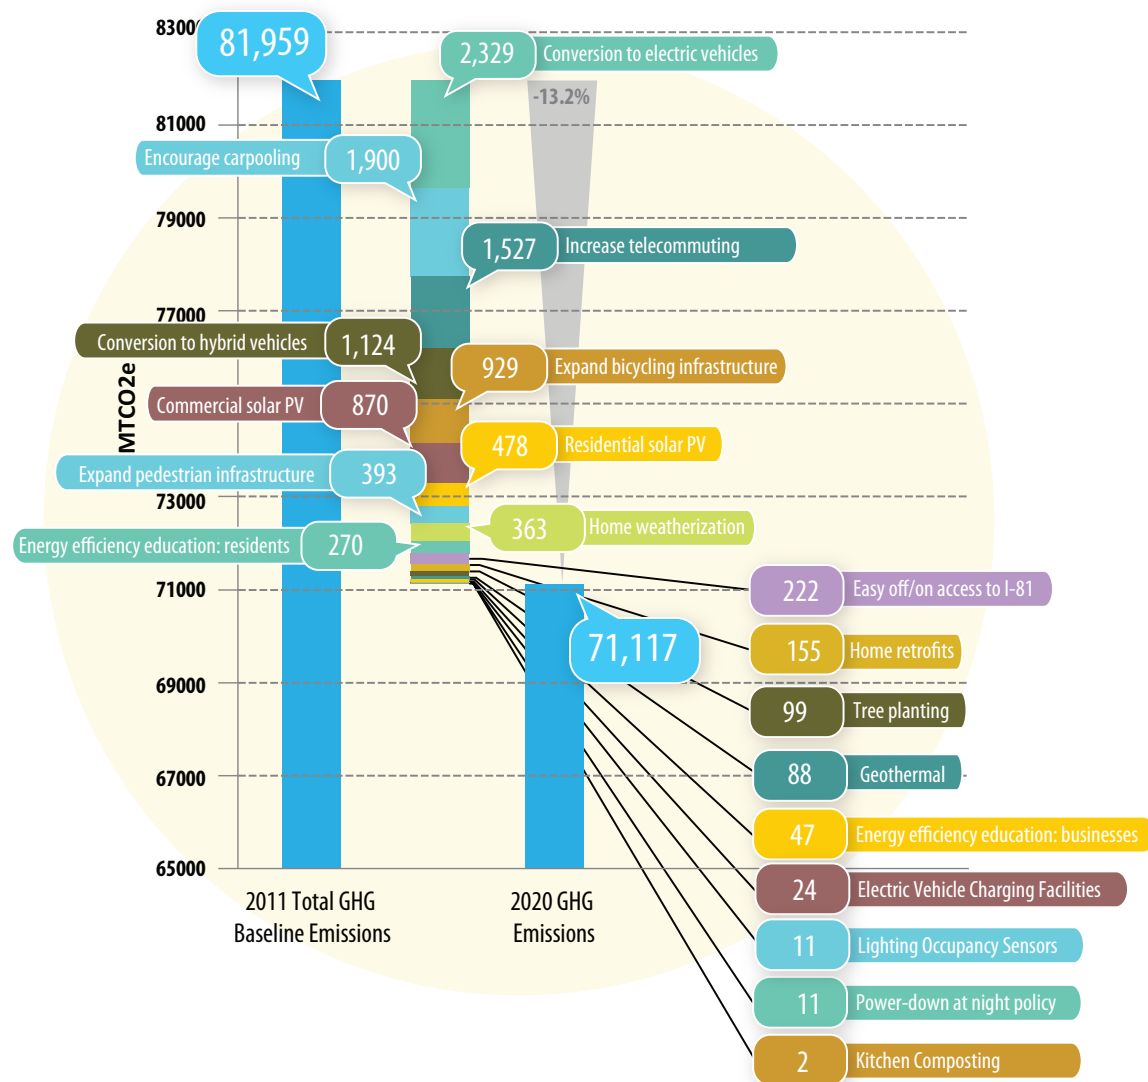 83000
81,959
2,329 Conversion to electric vehicles
-13.2%
81000
Encourage carpooling 1,900
79000
1,527 Increase telecommuting
77000
Conversion to hybrid vehicles 1,124
929 Expand bicycling infrastructure
MTCO2e
Commercial solar PV 870
478 Residential solar PV
Expand pedestrian infrastructure 393
73000
363 Home weatherization
Energy efficiency education: residents 270
71000
222 Easy off/on access to I-81
71,117
155 Home retrofits
69000
99 Tree planting
67000
88 Geothermal
47 Energy efficiency education: businesses
65000
24 Electric Vehicle Charging Facilities
2011 Total GHG
Baseline Emissions
2020 GHG
Emissions
11 Lighting Occupancy Sensors
11 Power-down at night policy
2 Kitchen Composting